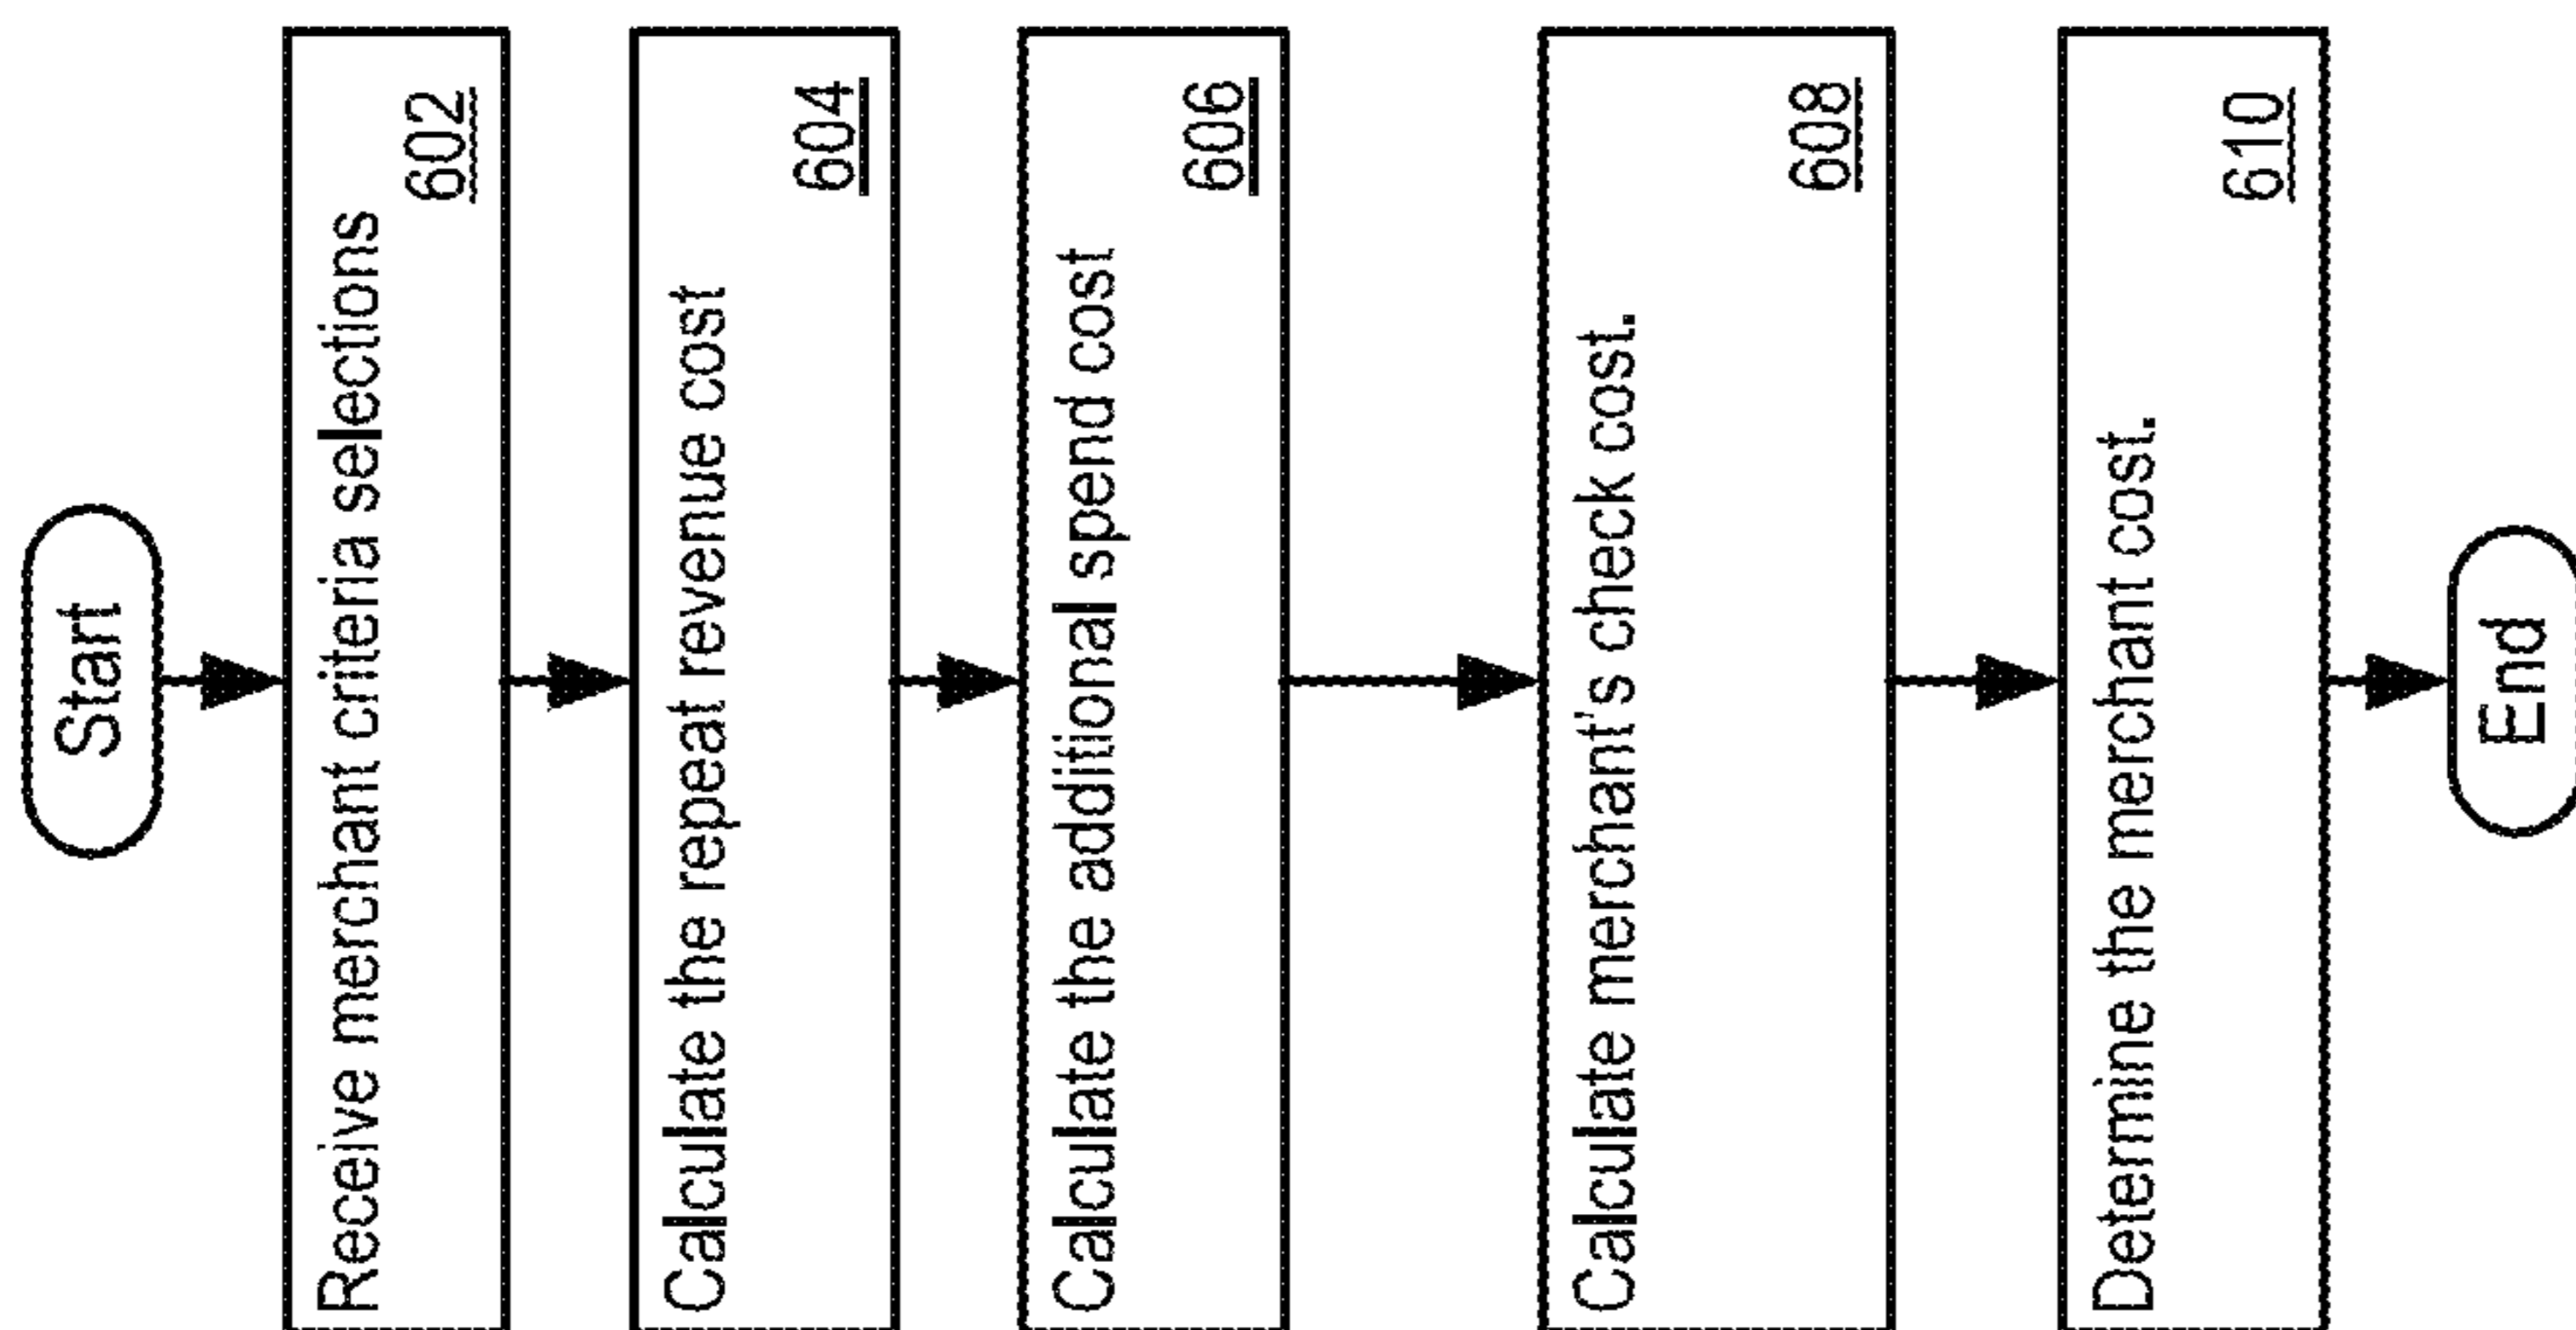 Start
Receive merchant criteria selections
602
Calculate the repeat revenue cost
604
Calculate the additional spend cost
606
Calculate merchant's check cost.
608
Determine the merchant cost.
610
End